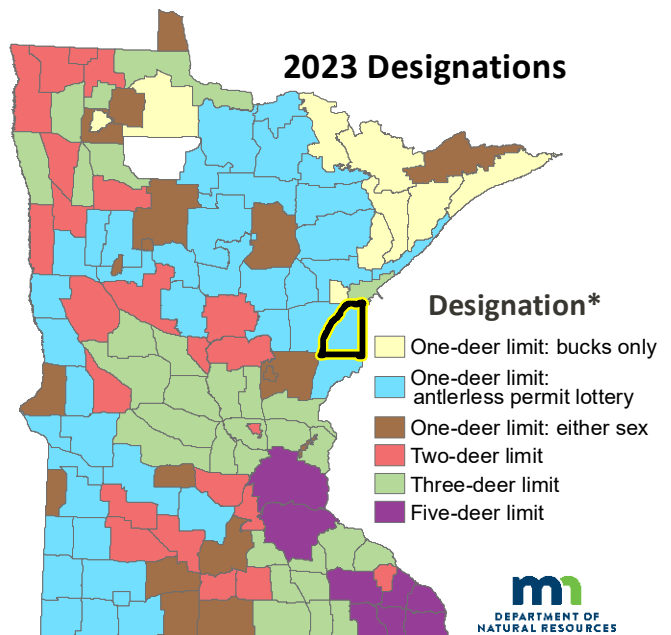 2023 Designations
Designation*
One-deer limit: bucks only
One-deer limit:
antlerless permit lottery
One-deer limit: either sex
Two-deer limit
Three-deer limit
Five-deer limit
mn
DEPARTMENT OF
NATURAL RESOURCES